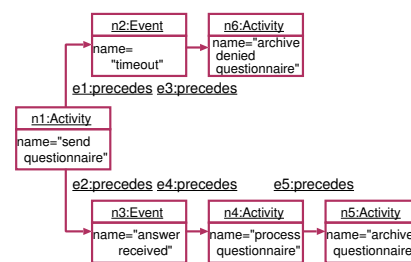 n2:Event
name=
"timeout"
n6:Activity
name="archive
denied
questionnaire"
e1:precedes e3:precedes
n1:Activity
name="send
questionnaire"
e2:precedes e4:precedes e5:precedes
n3:Event
name="answer
received"
n4:Activity
name="process
questionnaire"
n5:Activity
name="archive
questionnaire